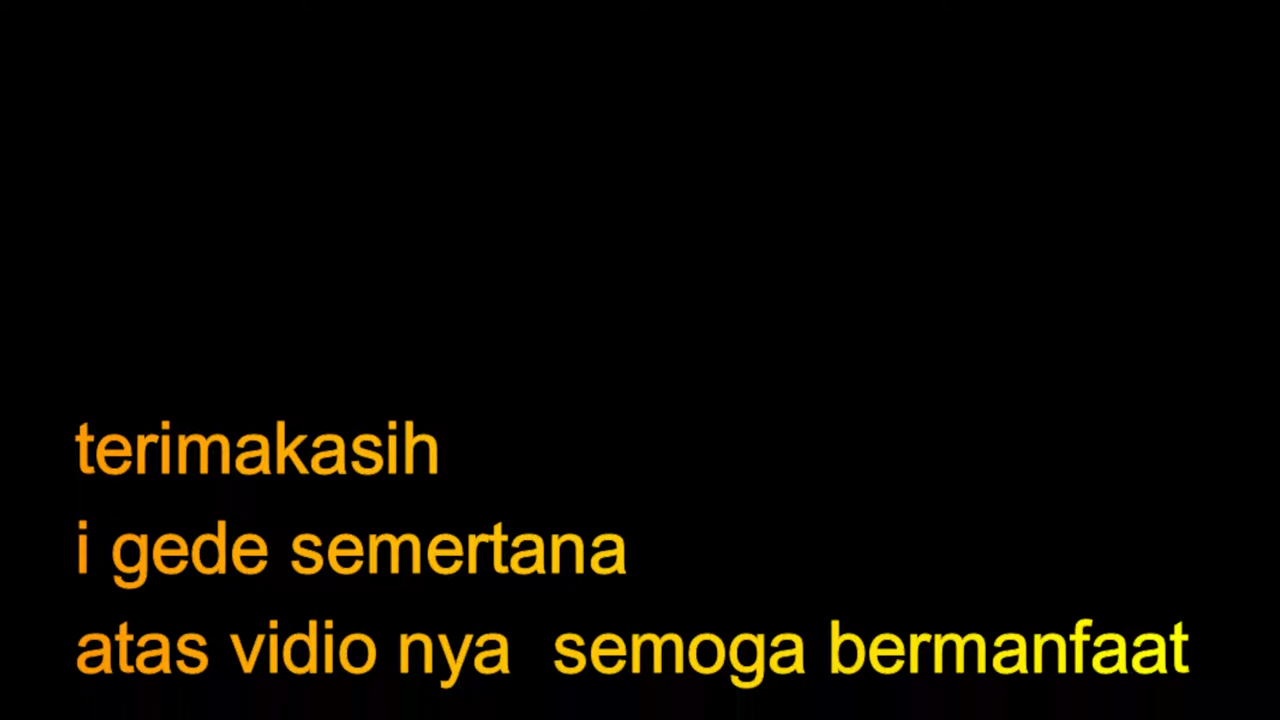 terimakasih
i gede semertana
atas vidio nya  semoga bermanfaat